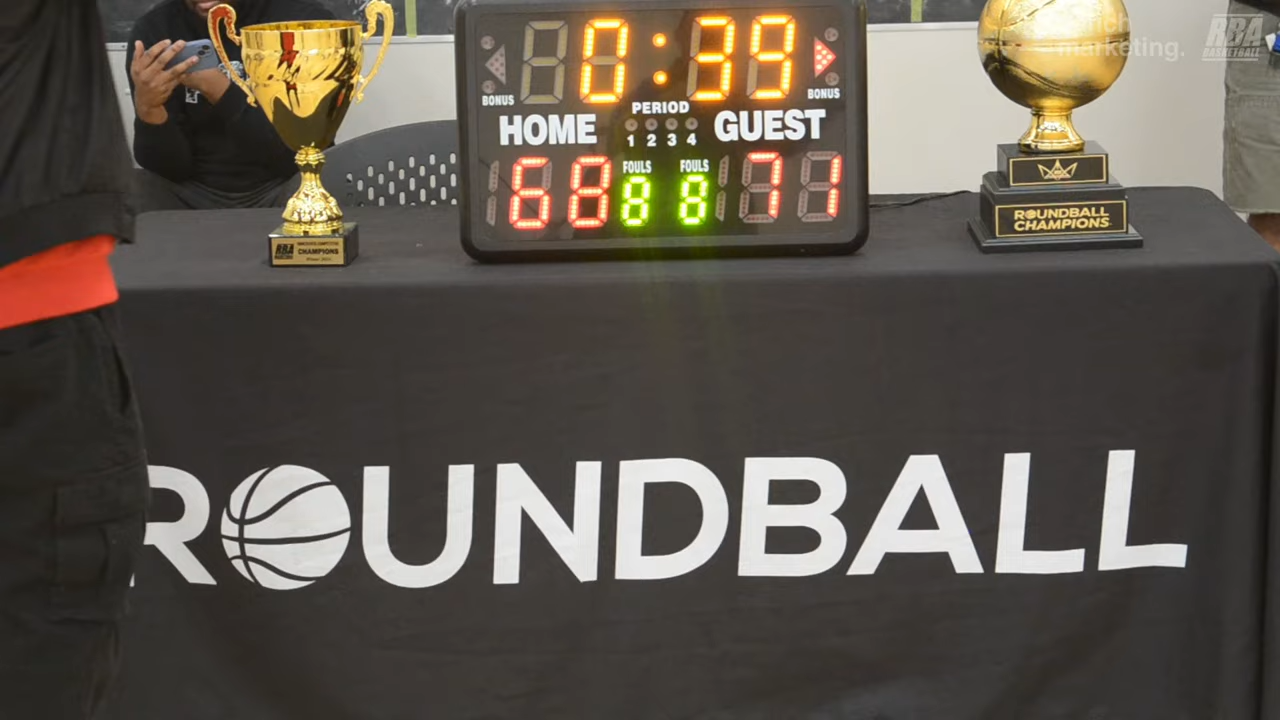 0:39
BONUS
BONUS
PERIOD
HOME
GUEST
1 2 3 4
FOULS
FOULS
68
8
8
71
RBA
CHAMPIONS
ROUNDBALL
CHAMPIONS
marketing.
RBA
BASKETBALL
ROUNDBALL